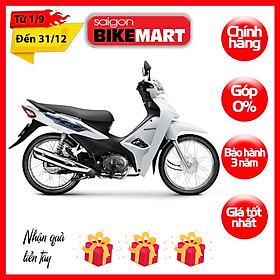 Từ 1/9
Đến 31/12
saigon
BIKEMART
Chính
hãng
Góp
0%
Bảo hành
3 năm
Giá tốt
nhất
Nhận quà
liền tay